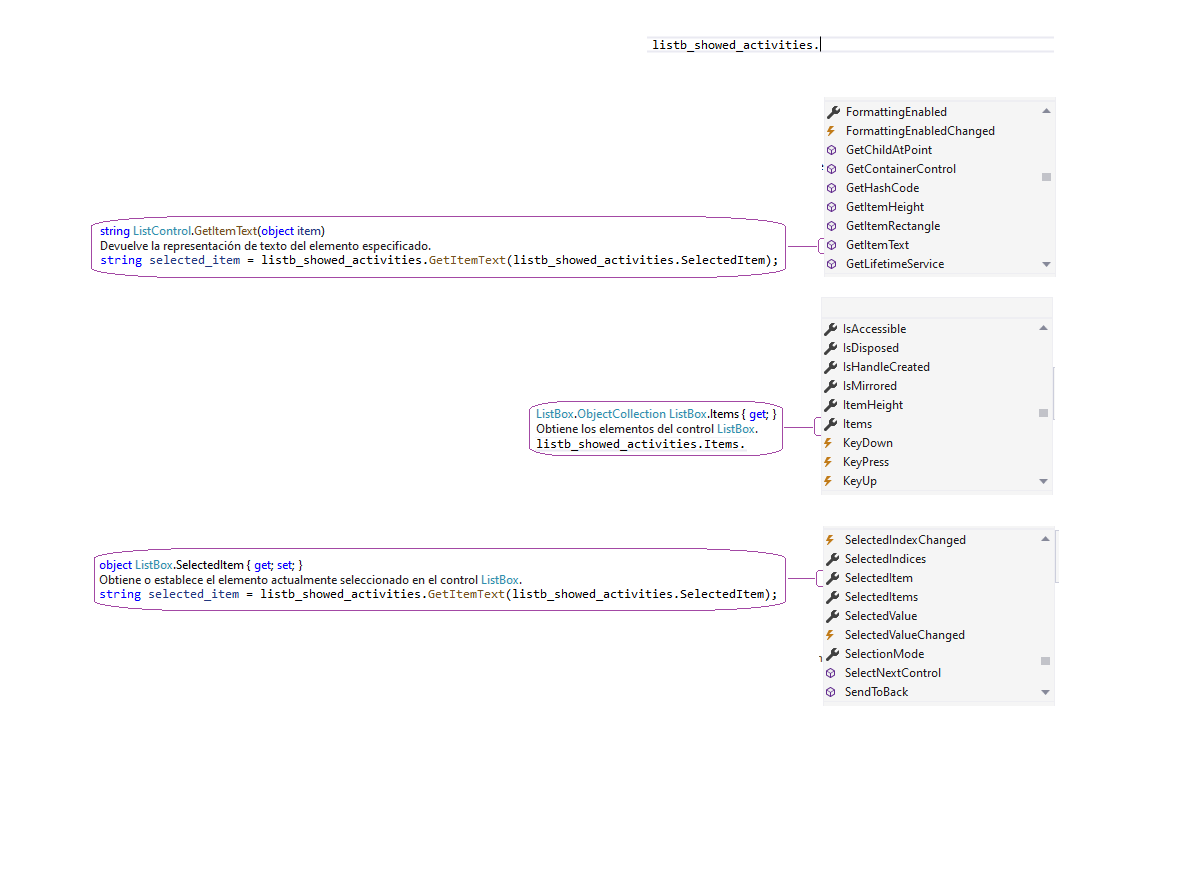 listb_showed_activities.
FormattingEnabled
FormattingEnabledChanged
GetChildAtPoint
GetContainerControl
GetHashCode
GetItemHeight
GetItemRectangle
GetItemText
GetLifetimeService
string ListControl.GetItemText(object item)
Devuelve la representación de texto del elemento especificado.
string selected_item = listb_showed_activities.GetItemText(listb_showed_activities.SelectedItem);
IsAccessible
IsDisposed
IsHandleCreated
IsMirrored
ItemHeight
Items
KeyDown
KeyPress
KeyUp
ListBox.ObjectCollection ListBox.Items { get; }
Obtiene los elementos del control ListBox.
listb_showed_activities.Items.
SelectedIndexChanged
SelectedIndices
SelectedItem
SelectedItems
SelectedValue
SelectedValueChanged
SelectionMode
SelectNextControl
SendToBack
object ListBox.SelectedItem { get; set; }
Obtiene o establece el elemento actualmente seleccionado en el control ListBox.
string selected_item = listb_showed_activities.GetItemText(listb_showed_activities.SelectedItem);